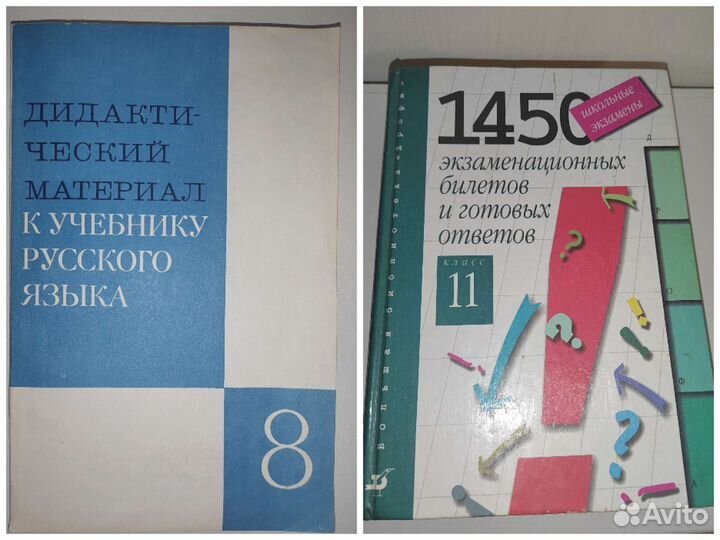 ДИДАКТИ-
ЧЕСКИЙ
МАТЕРИАЛ
К УЧЕБНИКУ
РУССКОГО
ЯЗЫКА
8
1450
школьные
экзамены
экзаменационных
билетов
и готовых
ответов
класс
11
Большая библиотека «Дрофы»
Avito